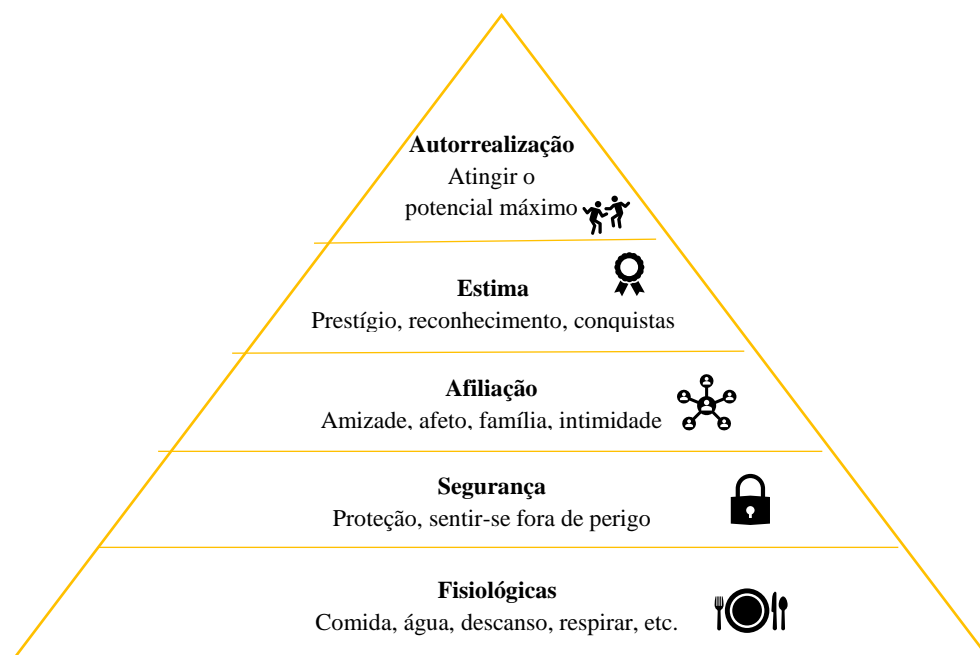 Autorrealização
Atingir o
potencial máximo
Estima
Prestígio, reconhecimento, conquistas
Afiliação
Amizade, afeto, família, intimidade
Segurança
Proteção, sentir-se fora de perigo
Fisiológicas
Comida, água, descanso, respirar, etc.